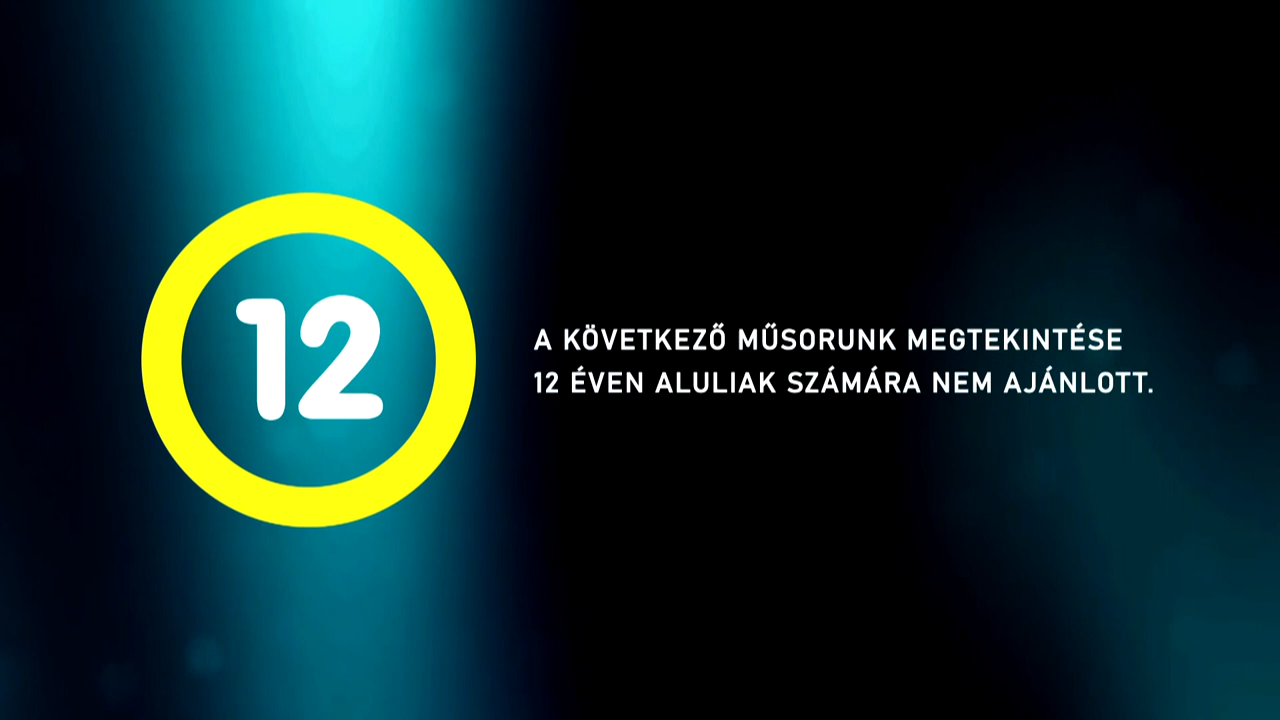 12
A KÖVETKEZŐ MŰSORUNK MEGTEKINTÉSE
12 ÉVEN ALULIAK SZÁMÁRA NEM AJÁNLOTT.